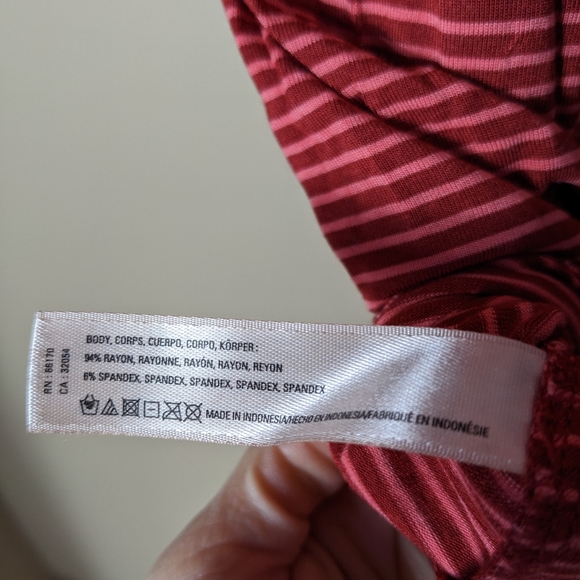 RN : 86170
CA : 32054
BODY, CORPS, CUERPO, CORPO, KÖRPER :
94% RAYON, RAYONNE, RAYÓN, RAYON, REYON
6% SPANDEX, SPANDEX, SPANDEX, SPANDEX, SPANDEX
MADE IN INDONESIA/HECHO EN INDONESIA/FABRIQUÉ EN INDONÉSIE